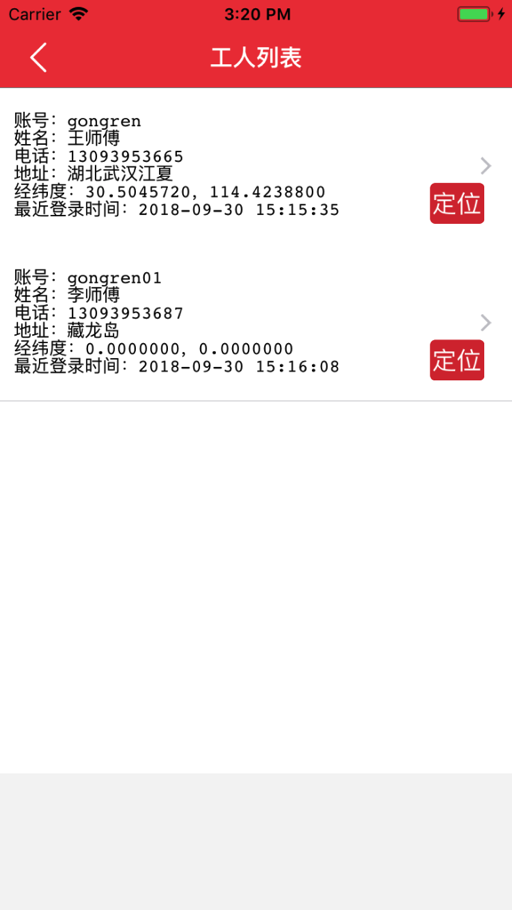 Carrier 3:20 PM
工人列表
账号: gongren
姓名: 王师傅
电话: 13093953665
地址: 湖北武汉江夏
经纬度: 30.5045720, 114.4238800
最近登录时间: 2018-09-30 15:15:35
定位
账号: gongren01
姓名: 李师傅
电话: 13093953687
地址: 藏龙岛
经纬度: 0.0000000, 0.0000000
最近登录时间: 2018-09-30 15:16:08
定位